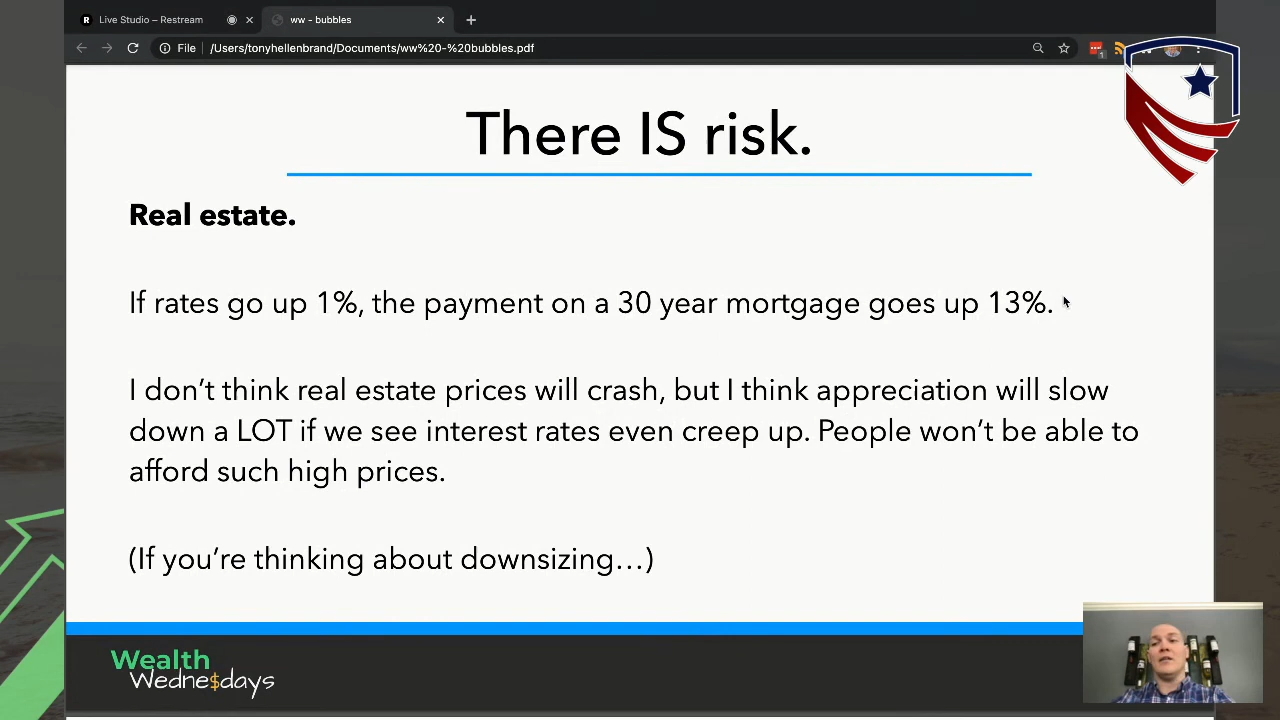 Live Studio – Restream
ww - bubbles
File
/Users/tonyhellenbrand/Documents/ww%20-%20bubbles.pdf
There IS risk.
Real estate.
If rates go up 1%, the payment on a 30 year mortgage goes up 13%.
I don’t think real estate prices will crash, but I think appreciation will slow
down a LOT if we see interest rates even creep up. People won’t be able to
afford such high prices.
(If you’re thinking about downsizing…)
Wealth
Wedne$days